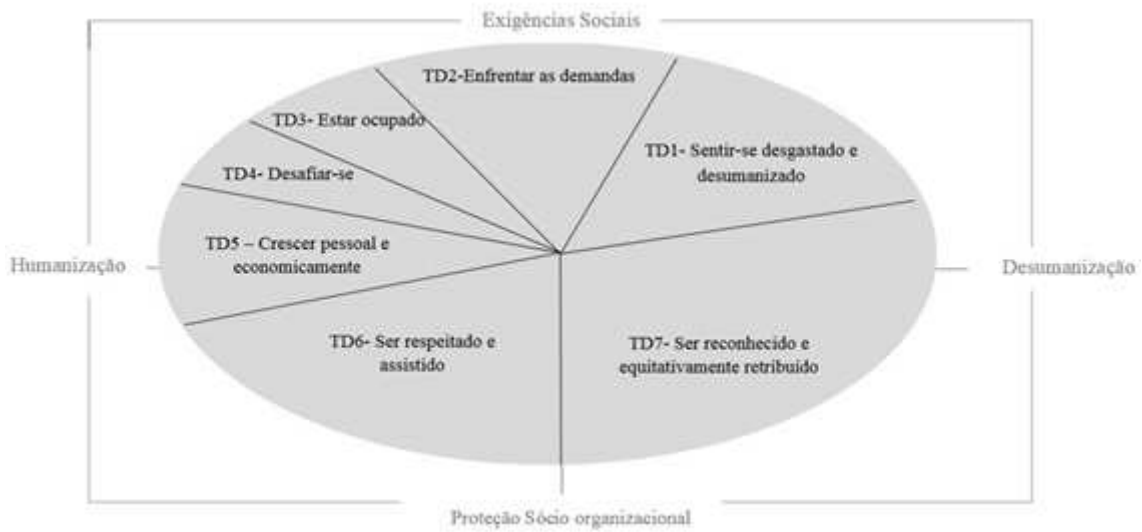 Exigências Sociais
TD2-Enfrentar as demandas
TD3- Estar ocupado
TD1- Sentir-se desgastado e
desumanizado
TD4- Desafiar-se
TD5 – Crescer pessoal e
economicamente
Humanização
Desumanização
TD6- Ser respeitado e
assistido
TD7- Ser reconhecido e
equitativamente retribuído
Proteção Sócio organizacional